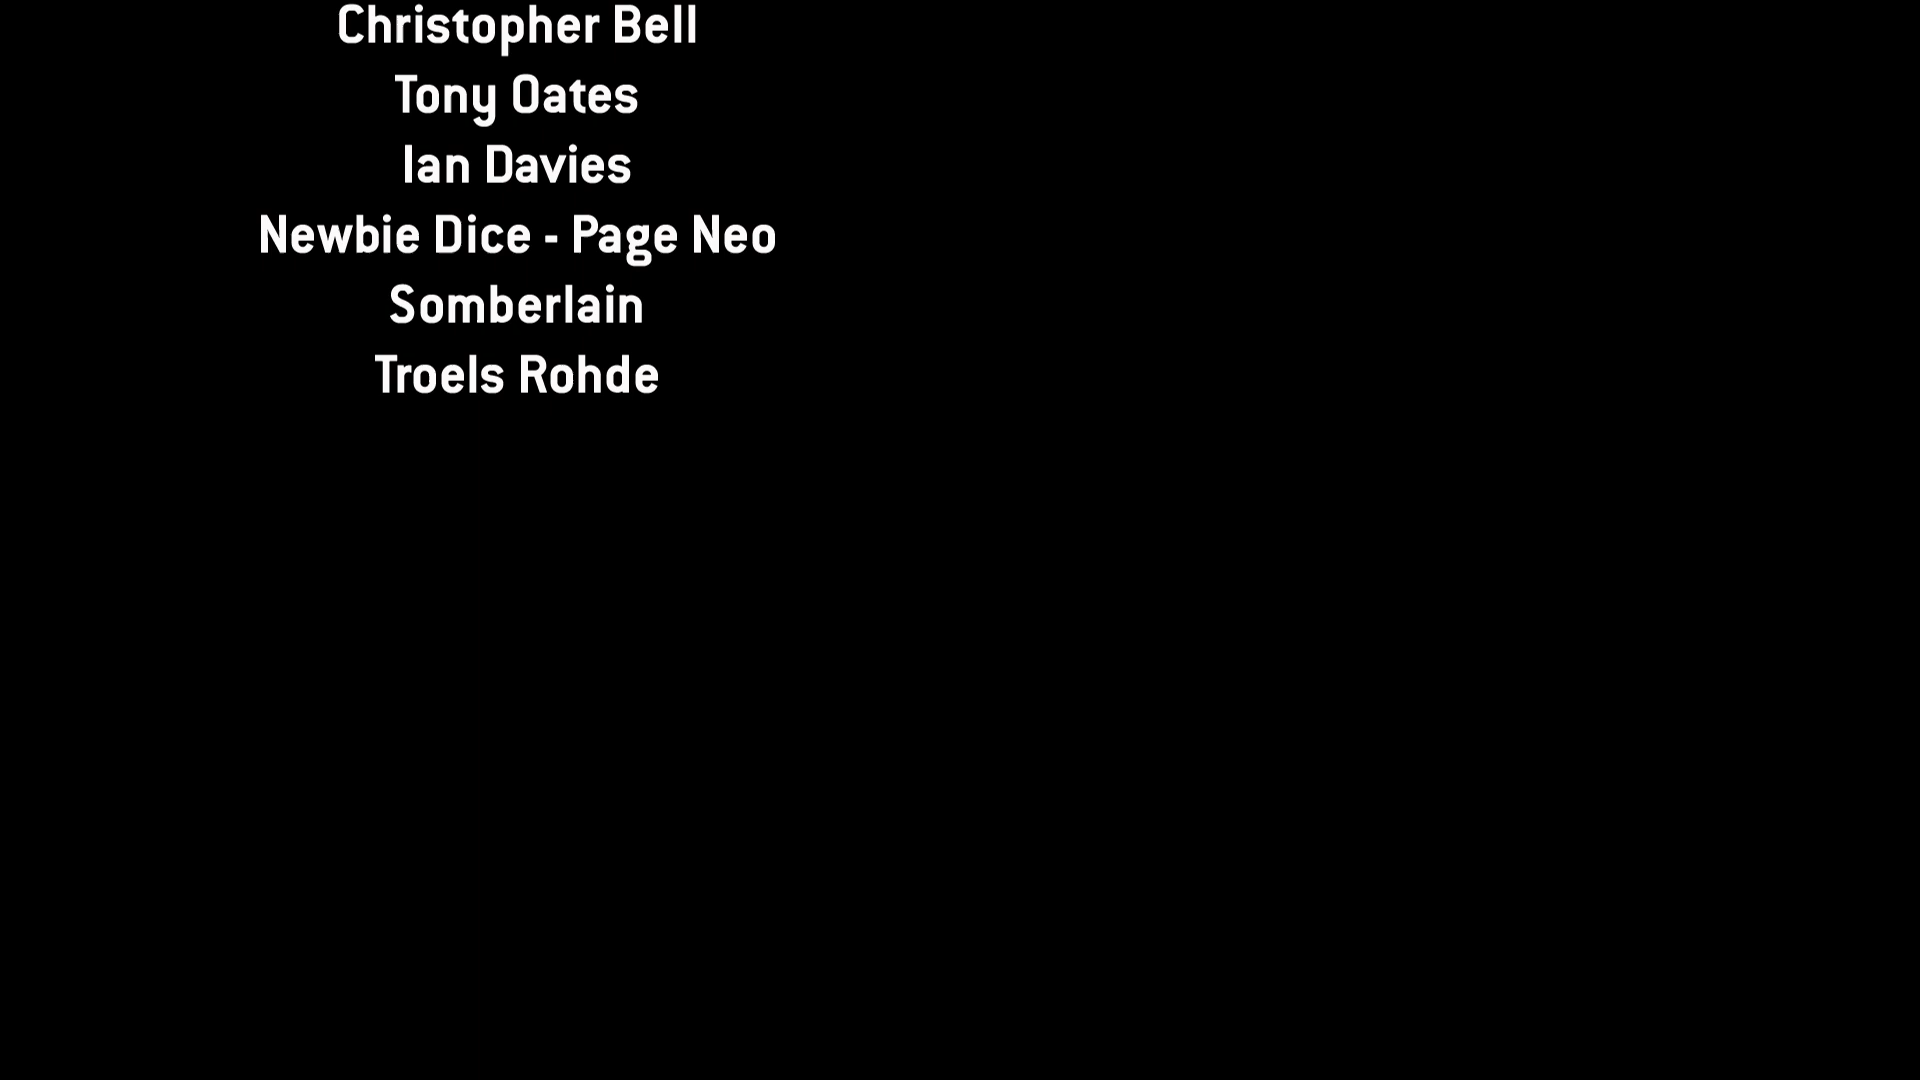 Christopher Bell
Tony Oates
Ian Davies
Newbie Dice - Page Neo
Somberlain
Troels Rohde